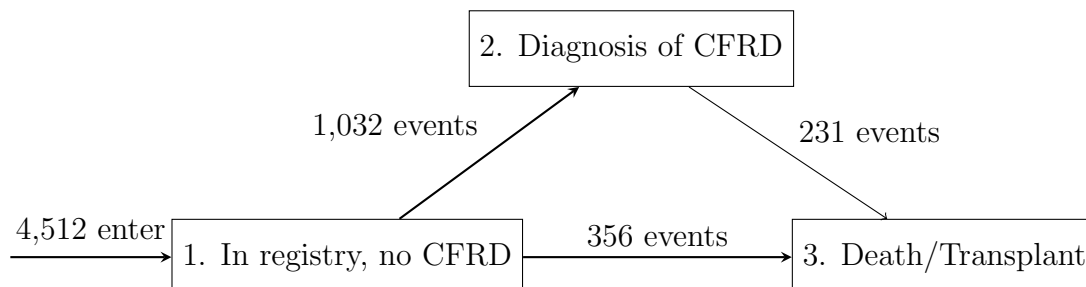 2. Diagnosis of CFRD
1,032 events
231 events
4,512 enter
1. In registry, no CFRD
356 events
3. Death/Transplant